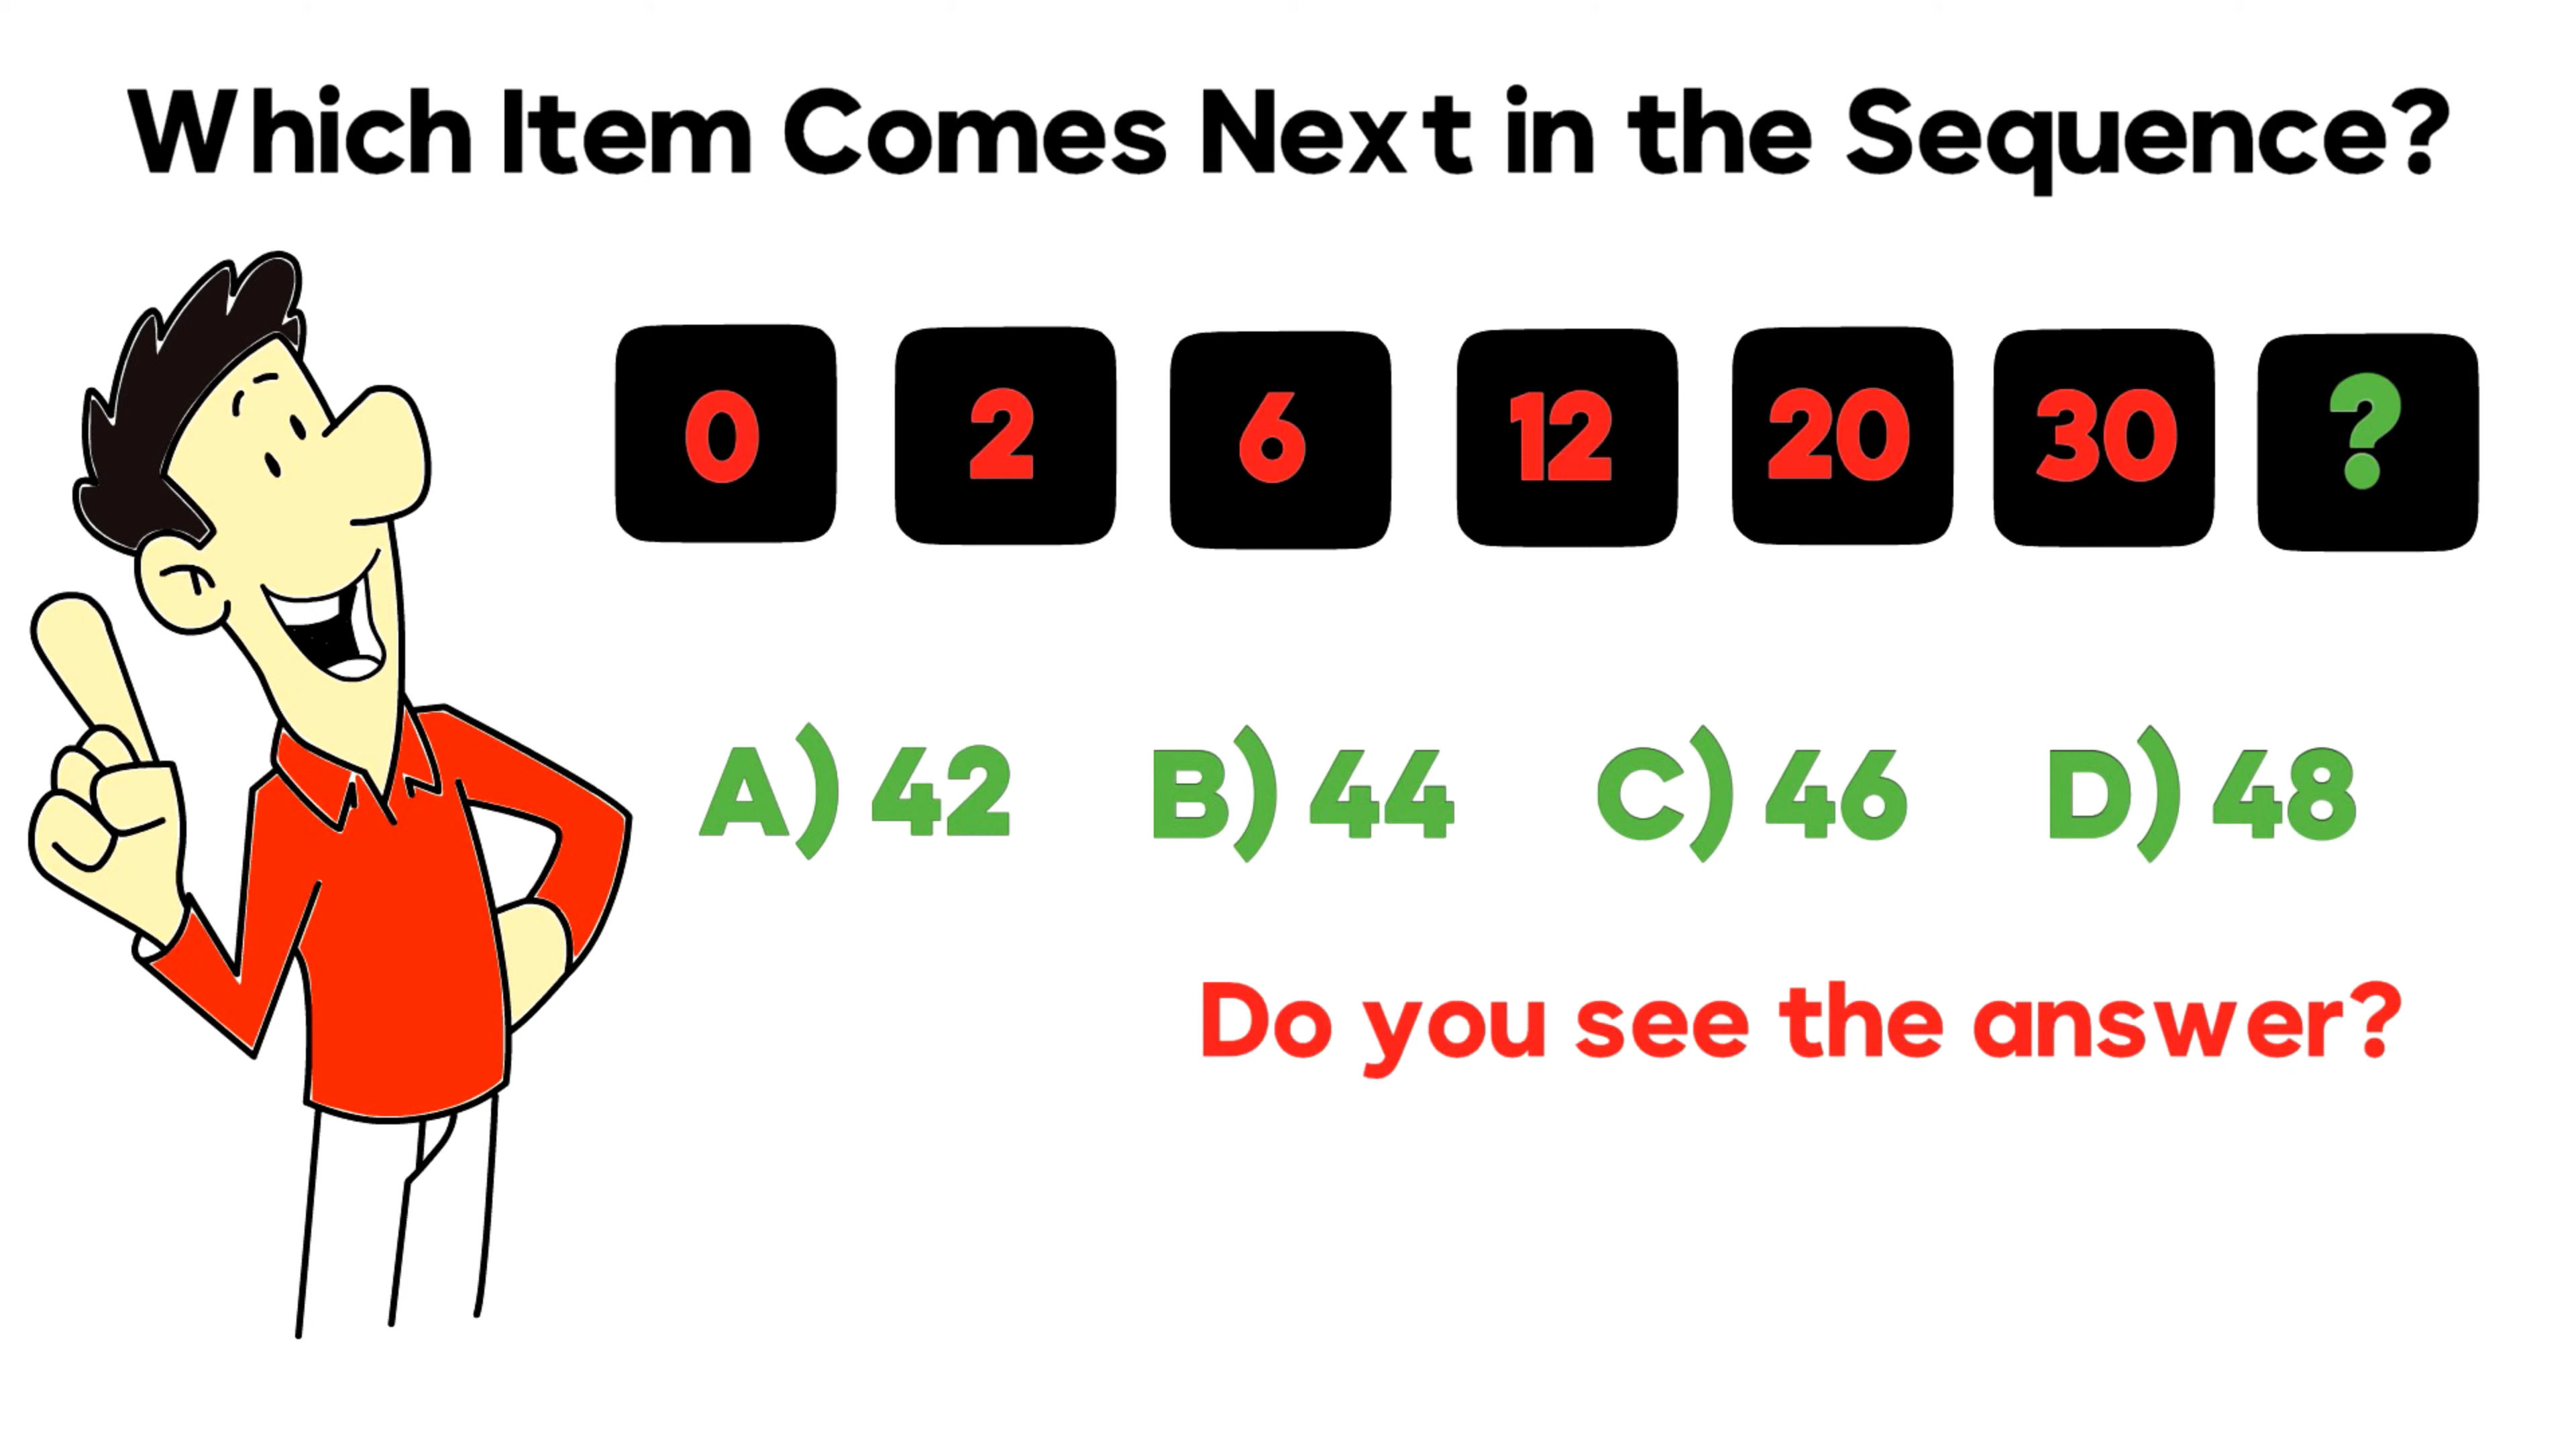 Which Item Comes Next in the Sequence?
0 2 6 12 20 30 ?
A) 42 B) 44 C) 46 D) 48
Do you see the answer?